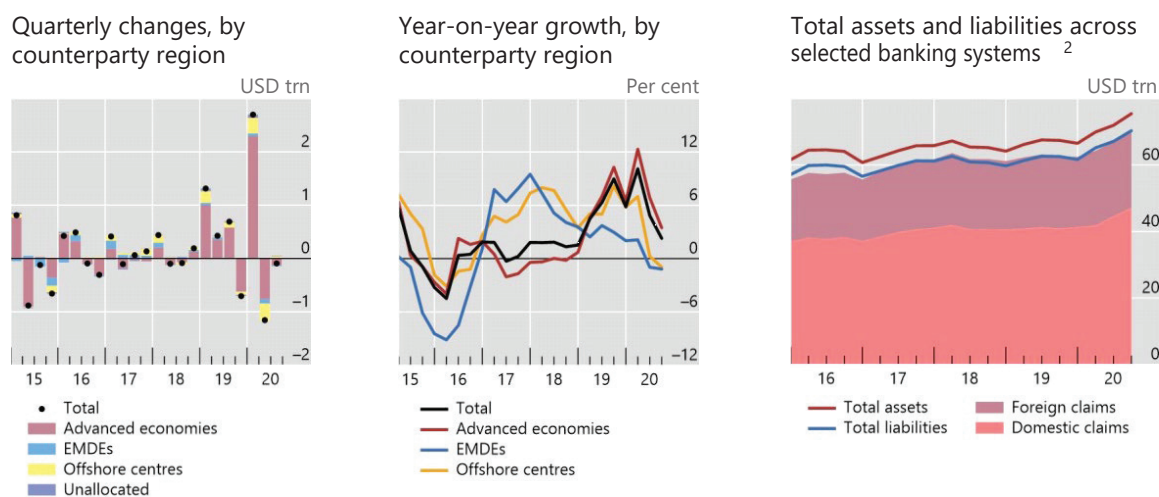 Quarterly changes, by
counterparty region
USD trn
2
1
0
–1
–2
15 16 17 18 19 20
Total
Advanced economies
EMDEs
Offshore centres
Unallocated
Year-on-year growth, by
counterparty region
Per cent
12
6
0
–6
–12
15 16 17 18 19 20
Total
Advanced economies
EMDEs
Offshore centres
Total assets and liabilities across
selected banking systems 2
USD trn
60
40
20
0
16 17 18 19 20
Total assets
Total liabilities
Foreign claims
Domestic claims